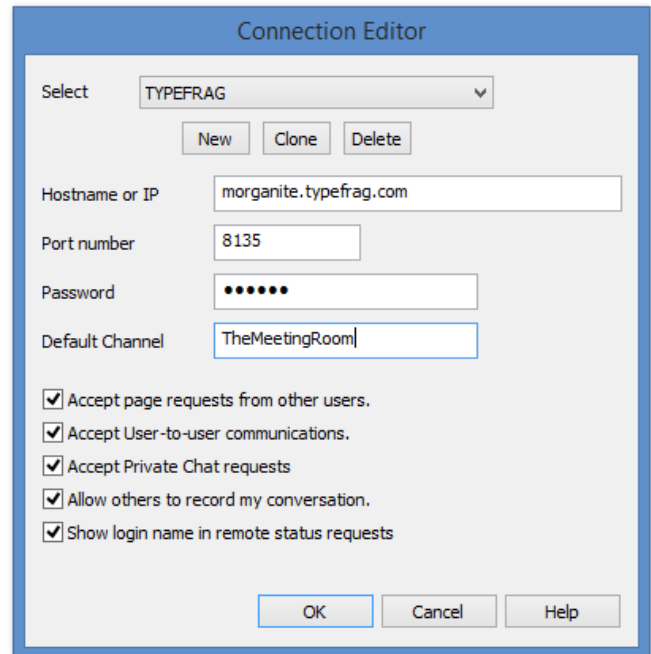 Connection Editor
Select TYPEFRAG
New Clone Delete
Hostname or IP morganite.typefrag.com
Port number 8135
Password ••••••
Default Channel TheMeetingRoom
Accept page requests from other users.
Accept User-to-user communications.
Accept Private Chat requests
Allow others to record my conversation.
Show login name in remote status requests
OK Cancel Help